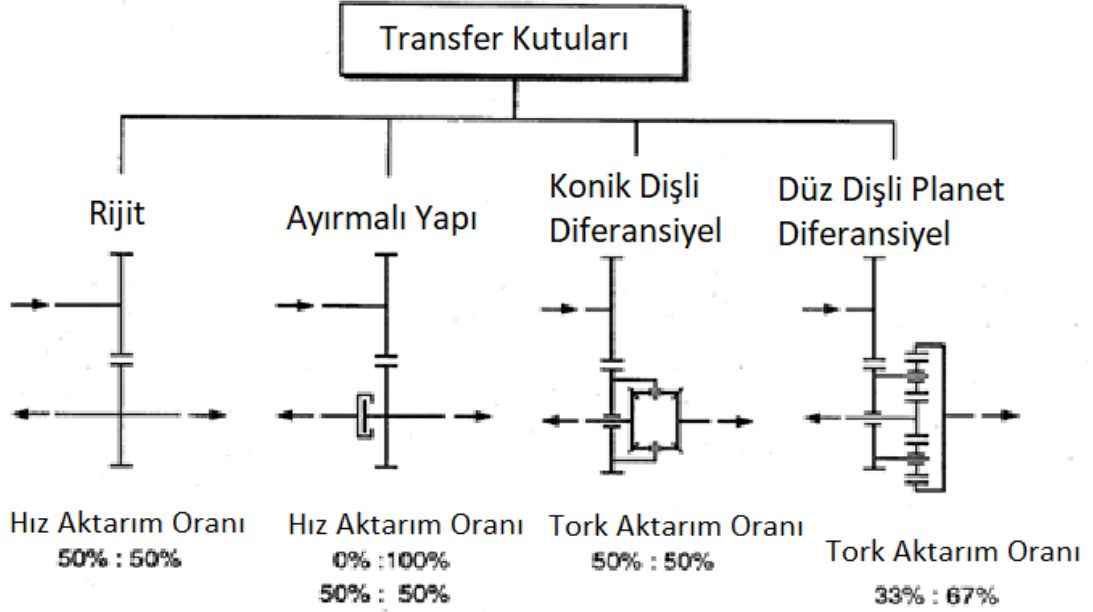 Transfer Kutuları
Rijit
Ayırmalı Yapı
Konik Dişli
Diferansiyel
Düz Dişli Planet
Diferansiyel
Hız Aktarım Oranı
50% : 50%
Hız Aktarım Oranı
0% :100%
50% : 50%
Tork Aktarım Oranı
50% : 50%
Tork Aktarım Oranı
33% : 67%